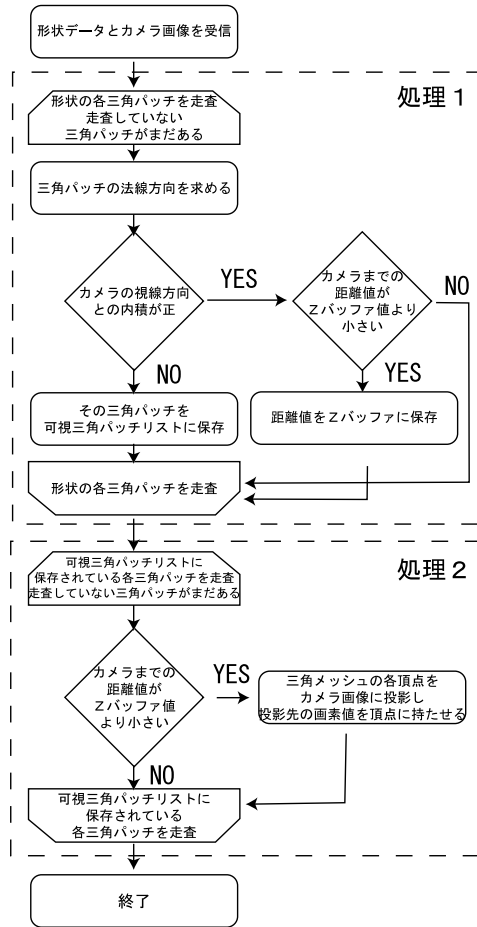 形状データとカメラ画像を受信
処理１
形状の各三角パッチを走査
走査していない
三角パッチがまだある
三角パッチの法線方向を求める
カメラの視線方向
との内積が正
YES
カメラまでの
距離値が
Ｚバッファ値より
小さい
NO
NO
YES
その三角パッチを
可視三角パッチリストに保存
距離値をＺバッファに保存
形状の各三角パッチを走査
処理２
可視三角パッチリストに
保存されている各三角パッチを走査
走査していない三角パッチがまだある
カメラまでの
距離値が
Ｚバッファ値
より小さい
YES
三角メッシュの各頂点を
カメラ画像に投影し
投影先の画素値を頂点に持たせる
NO
可視三角パッチリストに
保存されている
各三角パッチを走査
終了